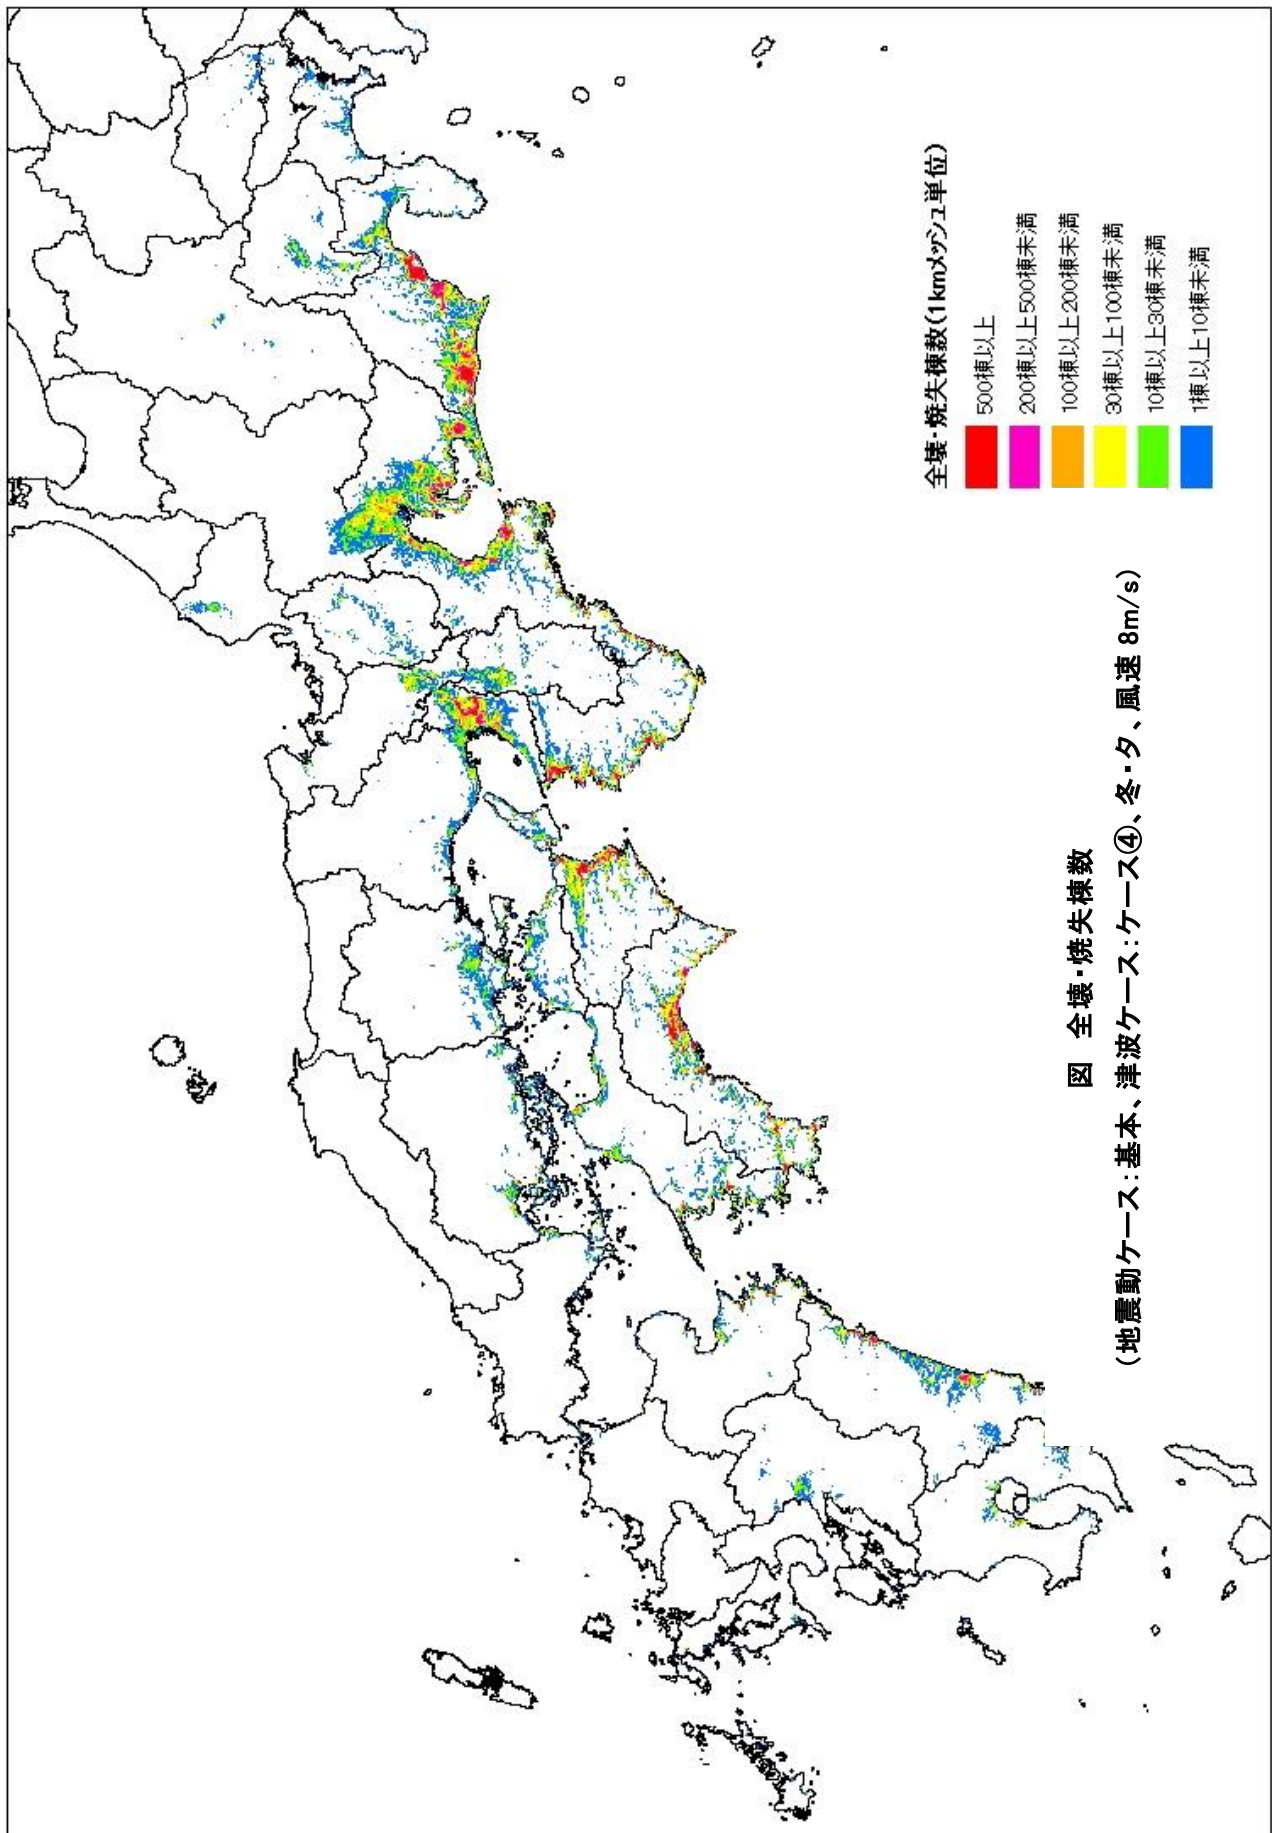 全壊・焼失棟数(1kmメッシュ単位)
500棟以上
200棟以上500棟未満
100棟以上200棟未満
30棟以上100棟未満
10棟以上30棟未満
1棟以上10棟未満
図 全壊・焼失棟数
(地震動ケース:基本、津波ケース:ケース④、冬・夕、風速 8m/s)